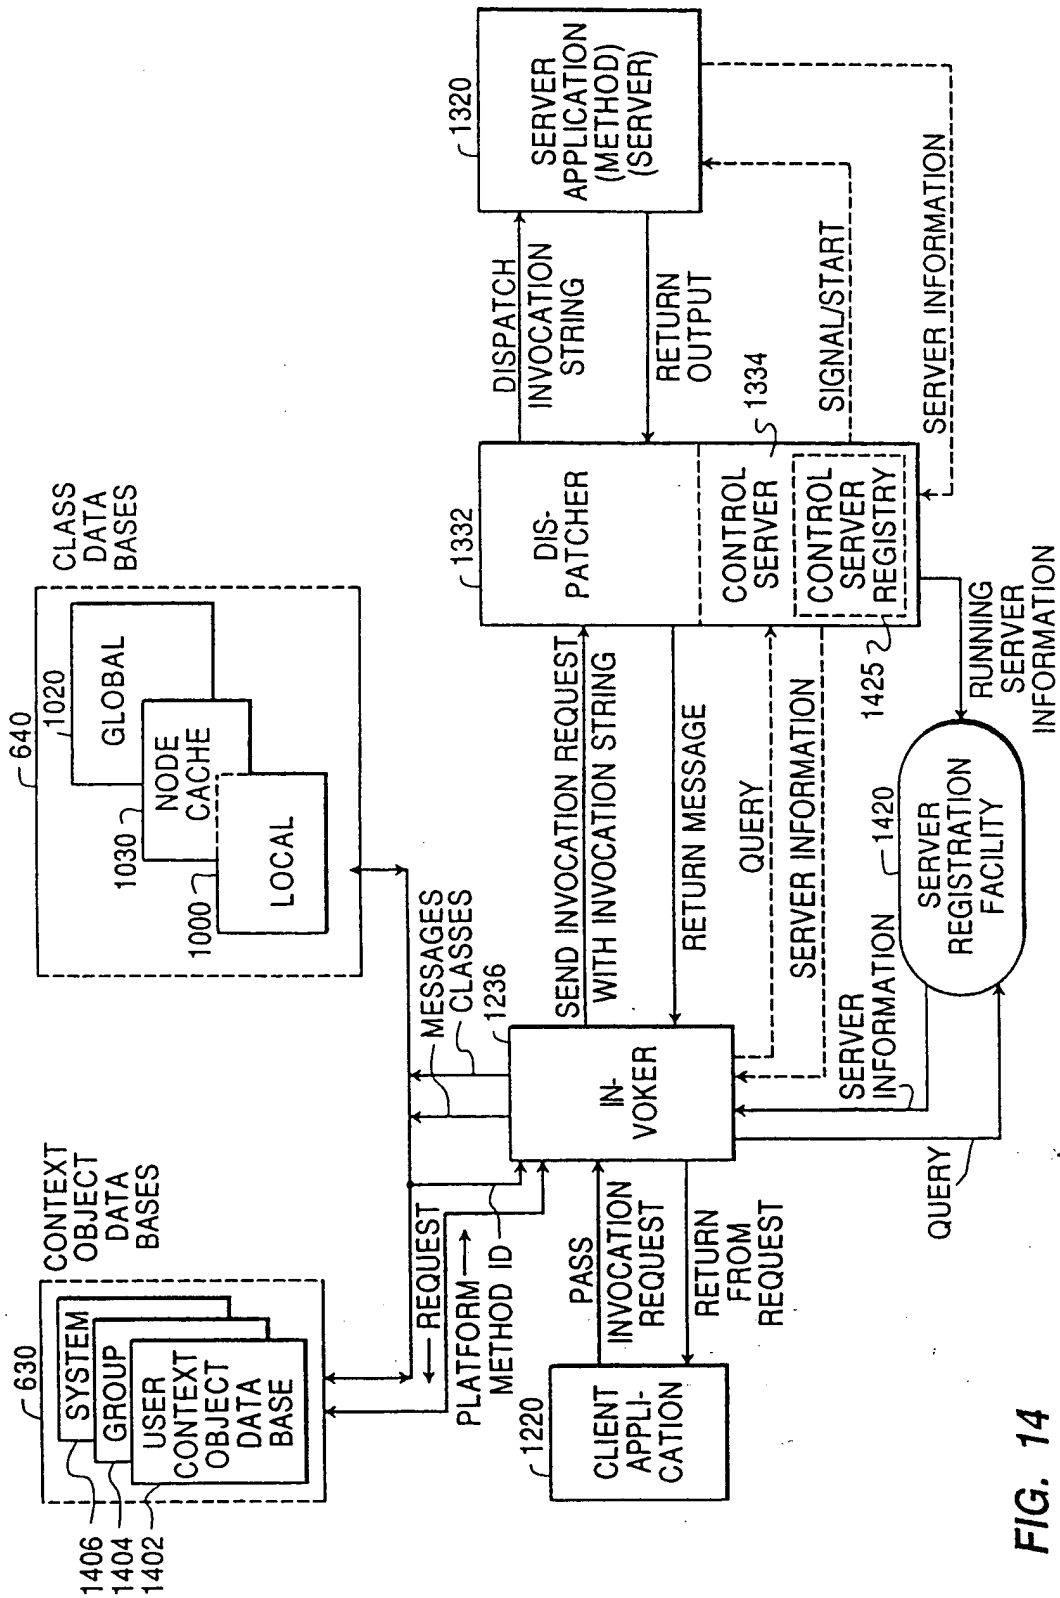 630
1406
SYSTEM
1404
GROUP
1402
USER
CONTEXT
OBJECT
DATA
BASE
CONTEXT
OBJECT
DATA
BASES
640
1020
GLOBAL
1030
NODE
CACHE
1000
LOCAL
CLASS
DATA
BASES
MESSAGES
CLASSES
REQUEST
PLATFORM
METHOD ID
1220
CLIENT
APPLI-
CATION
PASS
INVOCATION
REQUEST
RETURN
FROM
REQUEST
1236
IN-
VOKER
SEND INVOCATION REQUEST
WITH INVOCATION STRING
RETURN MESSAGE
QUERY
SERVER INFORMATION
1332
DIS-
PATCHER
1334
CONTROL
SERVER
CONTROL
SERVER
REGISTRY
1425
DISPATCH
INVOCATION
STRING
RETURN
OUTPUT
SIGNAL/START
SERVER INFORMATION
1320
SERVER
APPLICATION
(METHOD)
(SERVER)
QUERY
SERVER
INFORMATION
1420
SERVER
REGISTRATION
FACILITY
RUNNING
SERVER
INFORMATION
FIG. 14